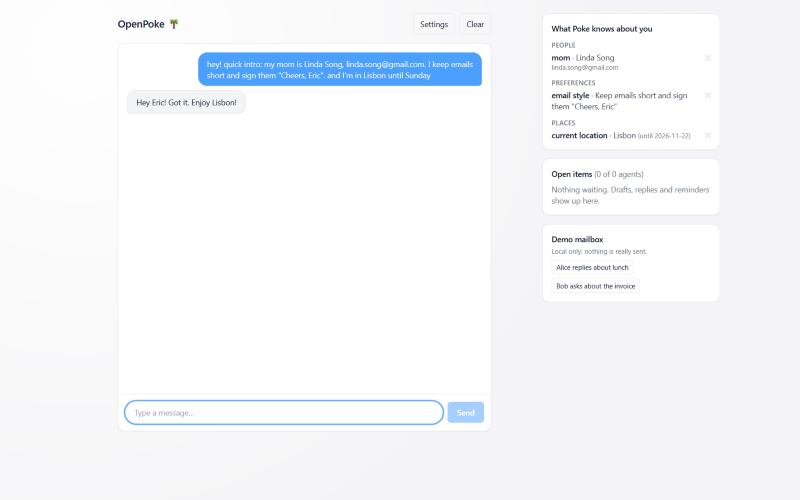 OpenPoke 🌴
Settings
Clear
hey! quick intro: my mom is Linda Song, linda.song@gmail.com. I keep emails
short and sign them "Cheers, Eric". and I'm in Lisbon until Sunday
Hey Eric! Got it. Enjoy Lisbon!
Type a message...
Send
What Poke knows about you
PEOPLE
mom · Linda Song
linda.song@gmail.com
PREFERENCES
email style · Keep emails short and sign
them "Cheers, Eric"
PLACES
current location · Lisbon (until 2026-11-22)
Open items (0 of 0 agents)
Nothing waiting. Drafts, replies and reminders
show up here.
Demo mailbox
Local only: nothing is really sent.
Alice replies about lunch
Bob asks about the invoice